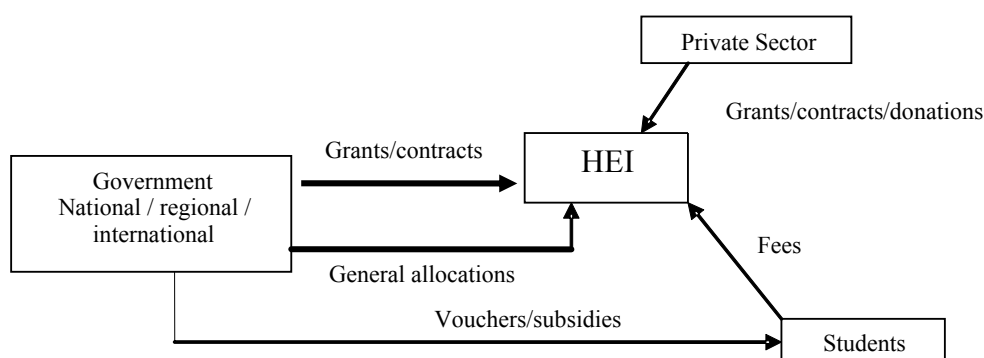 Private Sector
Grants/contracts/donations
Grants/contracts
HEI
Government
National / regional /
international
Fees
General allocations
Vouchers/subsidies
Students